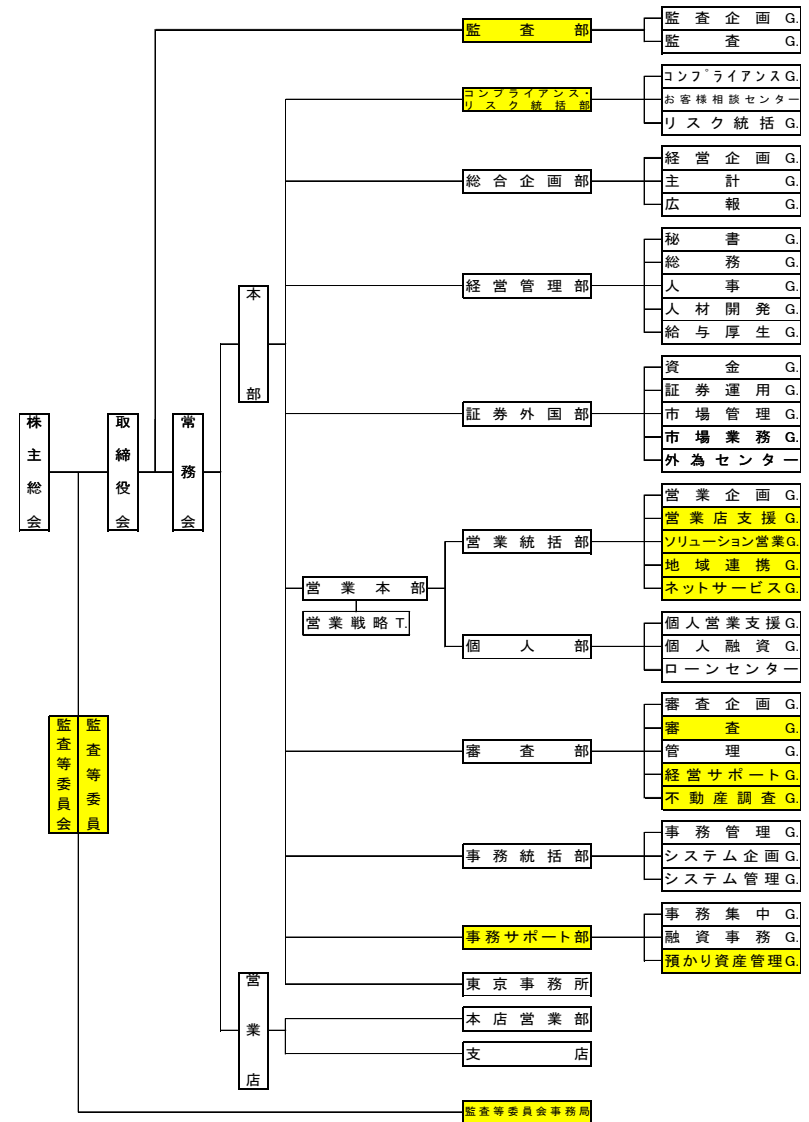 監査部
監査企画G.
監査G.
コンプライアンス・
リスク統括部
コンプライアンスG.
お客様相談センター
リスク統括G.
総合企画部
経営企画G.
主計G.
広報G.
経営管理部
秘書G.
総務G.
人事G.
人材開発G.
給与厚生G.
本部
証券外国部
資金G.
証券運用G.
市場管理G.
市場業務G.
外為センター
株主総会
取締役会
常務会
営業本部
営業戦略T.
営業統括部
営業企画G.
営業店支援G.
ソリューション営業G.
地域連携G.
ネットサービスG.
個人部
個人営業支援G.
個人融資G.
ローンセンター
監査等委員会
監査等委員
審査部
審査企画G.
審査G.
管理G.
経営サポートG.
不動産調査G.
事務統括部
事務管理G.
システム企画G.
システム管理G.
事務サポート部
事務集中G.
融資事務G.
預かり資産管理G.
東京事務所
営業店
本店営業部
支店
監査等委員会事務局